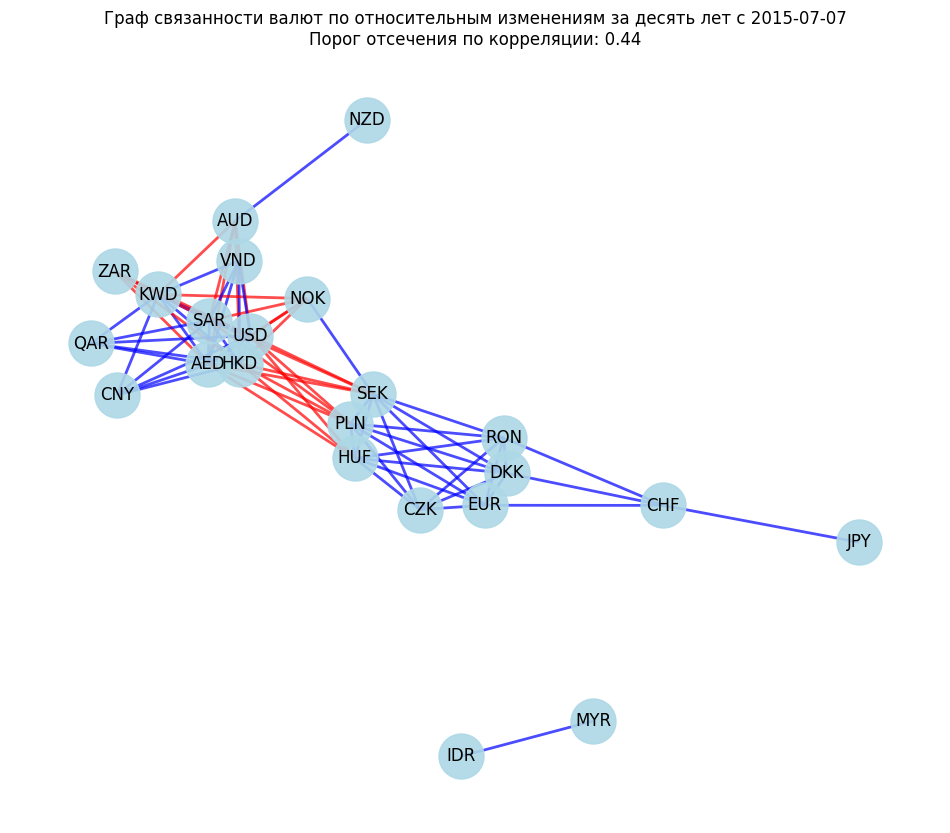 Граф связанности валют по относительным изменениям за десять лет с 2015-07-07
Порог отсечения по корреляции: 0.44
NZD
AUD
VND
ZAR
KWD
NOK
SAR
USD
QAR
AED
HKD
CNY
SEK
PLN
RON
HUF
DKK
CZK
EUR
CHF
JPY
MYR
IDR